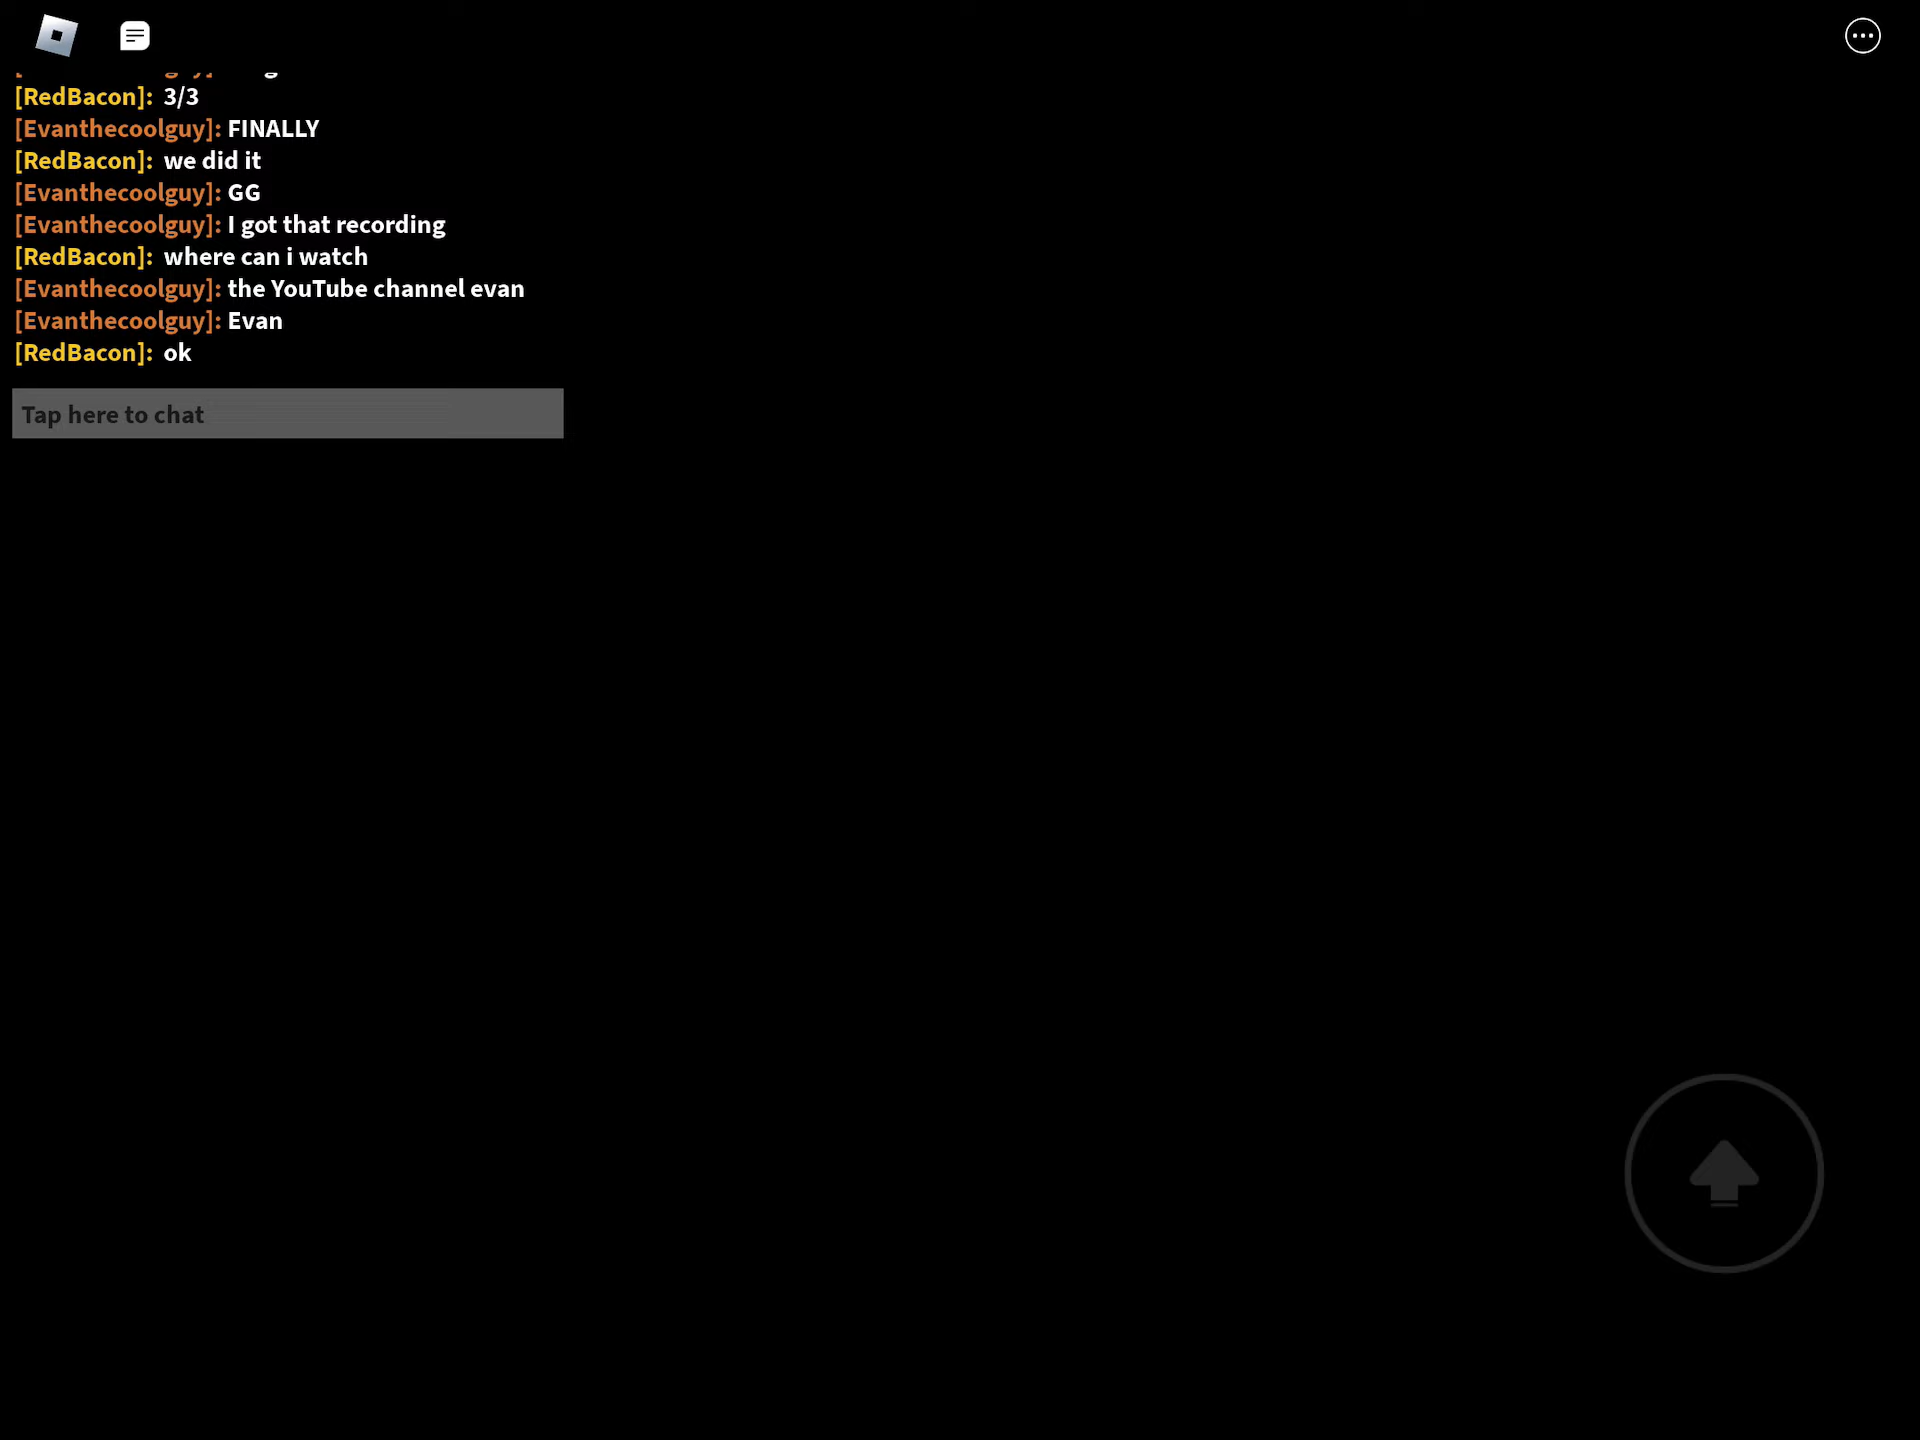 [RedBacon]: 3/3
[Evanthecoolguy]: FINALLY
[RedBacon]: we did it
[Evanthecoolguy]: GG
[Evanthecoolguy]: I got that recording
[RedBacon]: where can i watch
[Evanthecoolguy]: the YouTube channel evan
[Evanthecoolguy]: Evan
[RedBacon]: ok
Tap here to chat